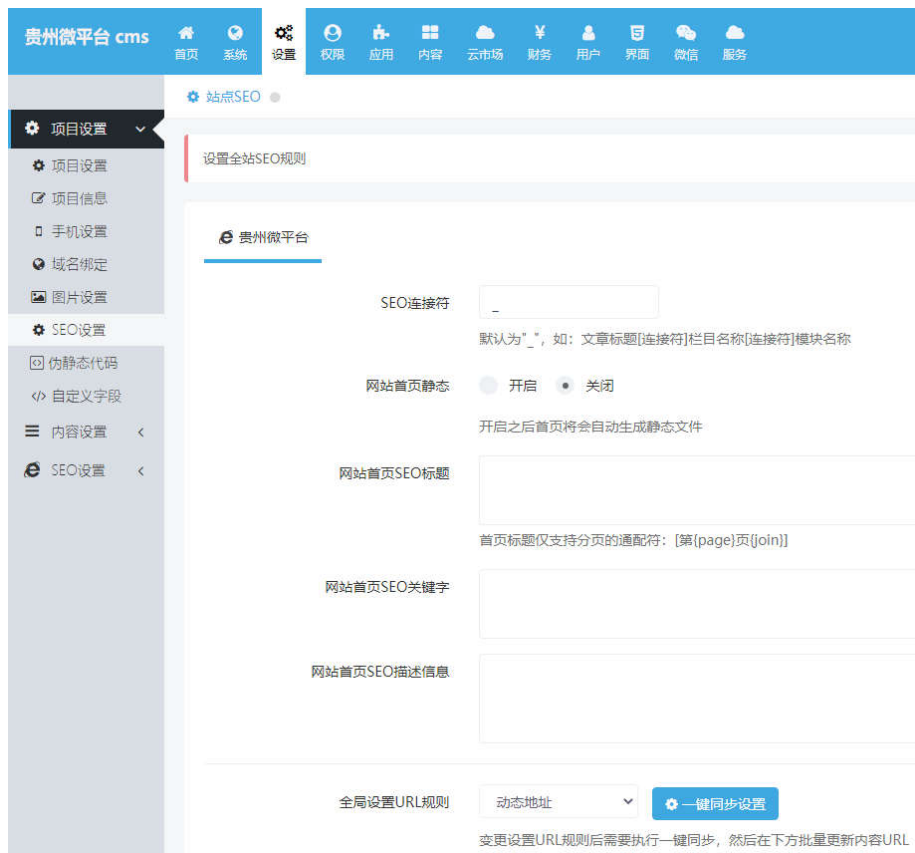 贵州微平台 cms
首页 系统 设置 权限 应用 内容 云市场 财务 用户 界面 微信 服务
站点SEO
项目设置
设置全站SEO规则
项目设置
项目信息
手机设置
贵州微平台
域名绑定
图片设置
SEO连接符
_
SEO设置
默认为"_"，如：文章标题[连接符]栏目名称[连接符]模块名称
伪静态代码
网站首页静态 开启 关闭
自定义字段
开启之后首页将会自动生成静态文件
内容设置
SEO设置
网站首页SEO标题
首页标题仅支持分页的通配符：[第{page}页{join}]
网站首页SEO关键字
网站首页SEO描述信息
全局设置URL规则 动态地址 一键同步设置
变更设置URL规则后需要执行一键同步，然后在下方批量更新内容URL